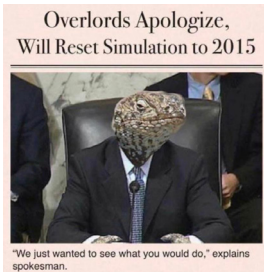 Overlords Apologize,
Will Reset Simulation to 2015
“We just wanted to see what you would do,” explains
spokesman.